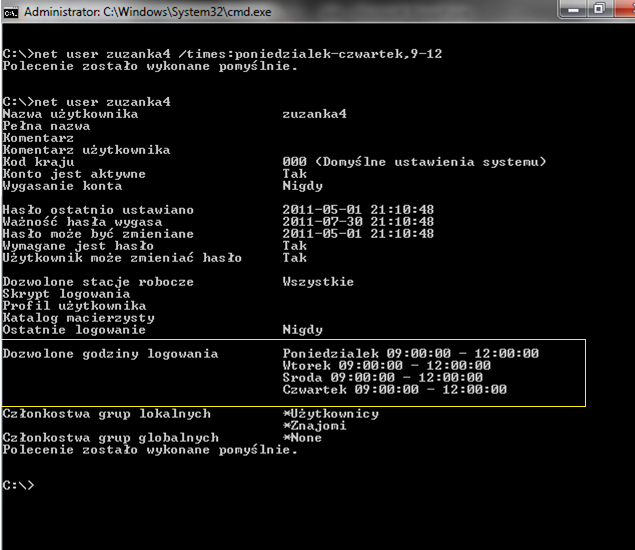 Administrator: C:\Windows\System32\cmd.exe
C:\>net user zuzanka4 /times:poniedzialek-czwartek,9-12
Polecenie zostało wykonane pomyślnie.
C:\>net user zuzanka4
Nazwa użytkownika zuzanka4
Pełna nazwa
Komentarz
Komentarz użytkownika
Kod kraju 000 (Domyślne ustawienia systemu)
Konto jest aktywne Tak
Wygasanie konta Nigdy
Hasło ostatnio ustawiano 2011-05-01 21:10:48
Ważność hasła wygasa 2011-07-30 21:10:48
Hasło może być zmieniane 2011-05-01 21:10:48
Wymagane jest hasło Tak
Użytkownik może zmieniać hasło Tak
Dozwolone stacje robocze Wszystkie
Skrypt logowania
Profil użytkownika
Katalog macierzysty
Ostatnie logowanie Nigdy
Dozwolone godziny logowania Poniedzialek 09:00:00 - 12:00:00
Wtorek 09:00:00 - 12:00:00
Sroda 09:00:00 - 12:00:00
Czwartek 09:00:00 - 12:00:00
Członkostwa grup lokalnych *Użytkownicy
*Znajomi
Członkostwa grup globalnych *None
Polecenie zostało wykonane pomyślnie.
C:\>